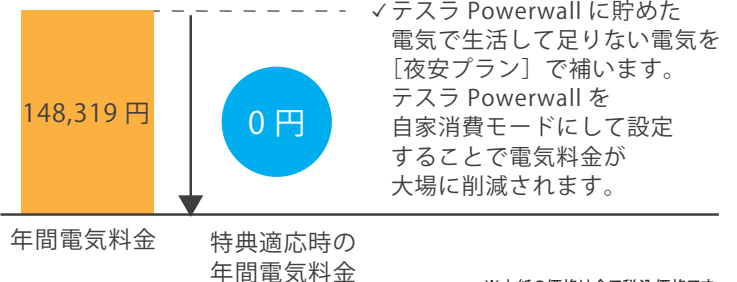 ✓テスラ Powerwall に貯めた
電気で生活して足りない電気を
［夜安プラン］で補います。
テスラ Powerwall を
自家消費モードにして設定
することで電気料金が
大場に削減されます。
148,319 円
0 円
年間電気料金
特典適応時の
年間電気料金